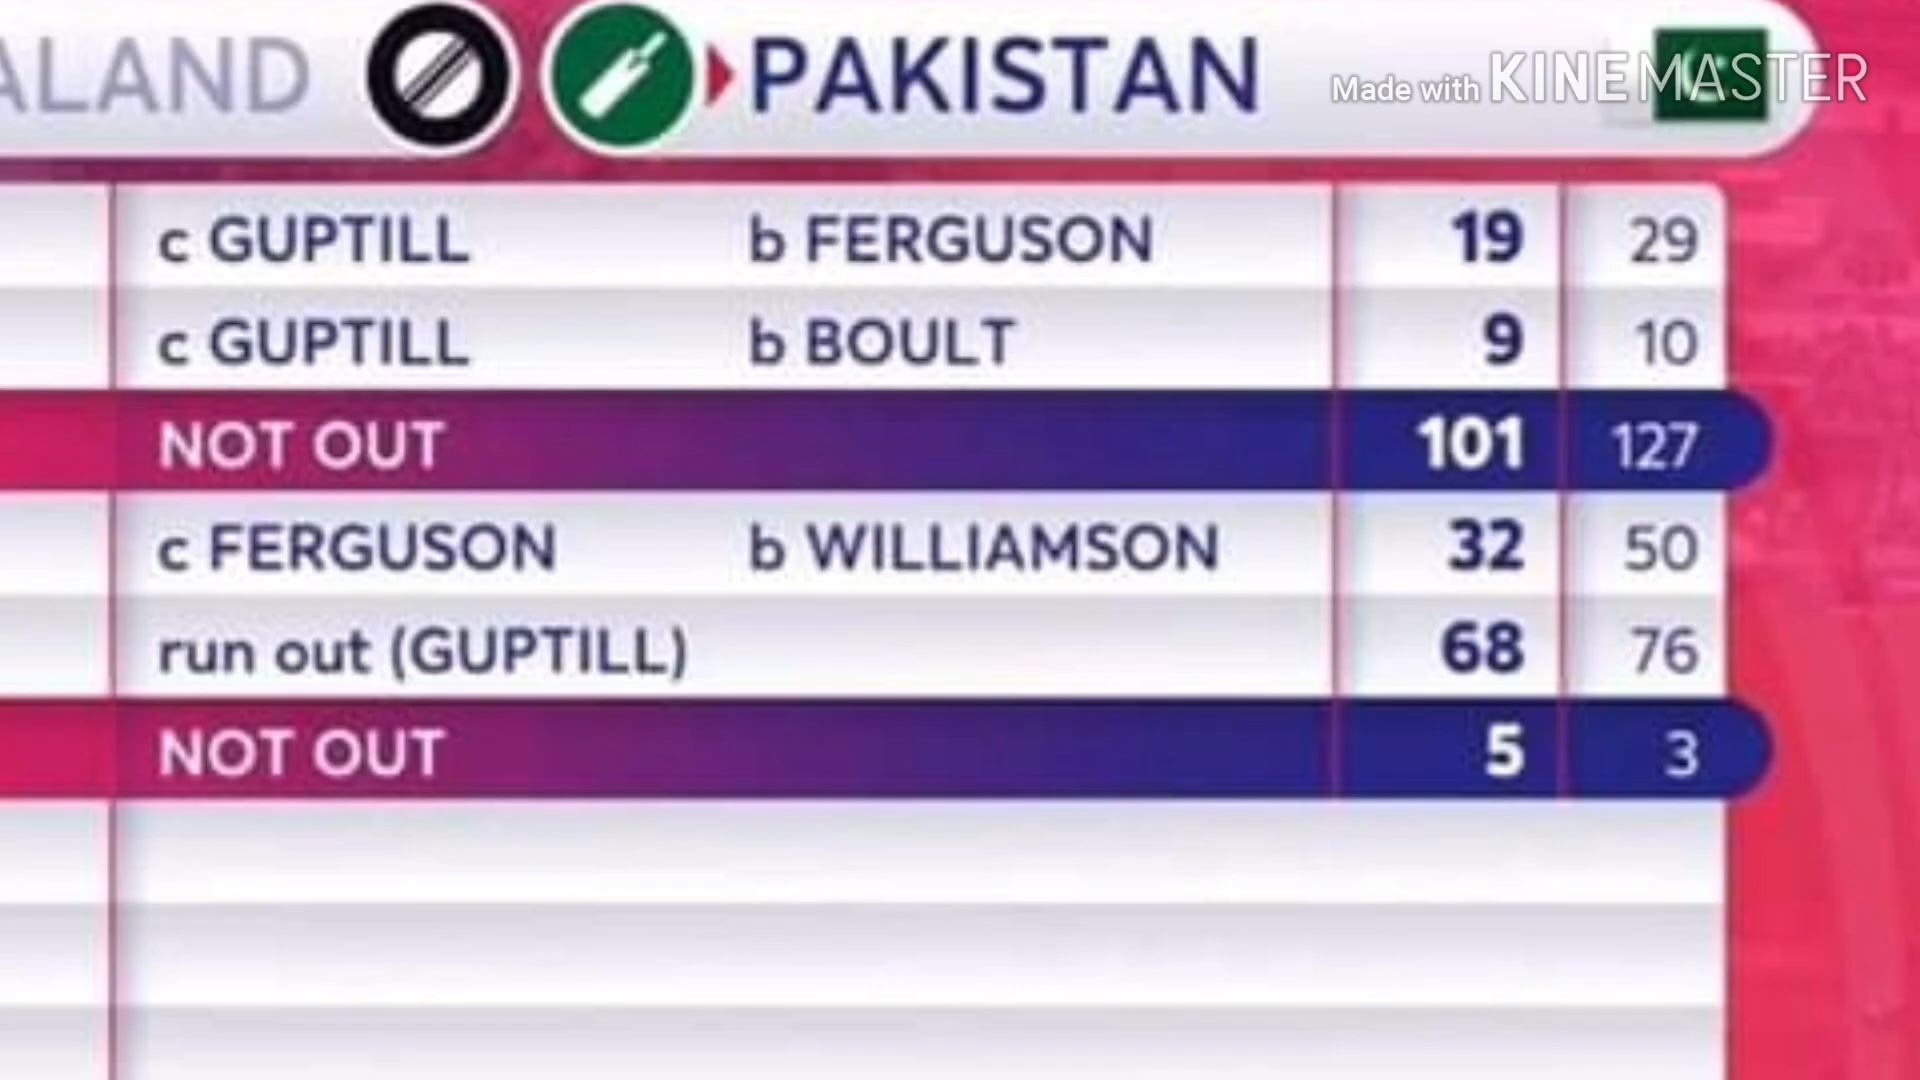 ALAND PAKISTAN Made with KINEMASTER
c GUPTILL b FERGUSON 19 29
c GUPTILL b BOULT 9 10
NOT OUT 101 127
c FERGUSON b WILLIAMSON 32 50
run out (GUPTILL) 68 76
NOT OUT 5 3